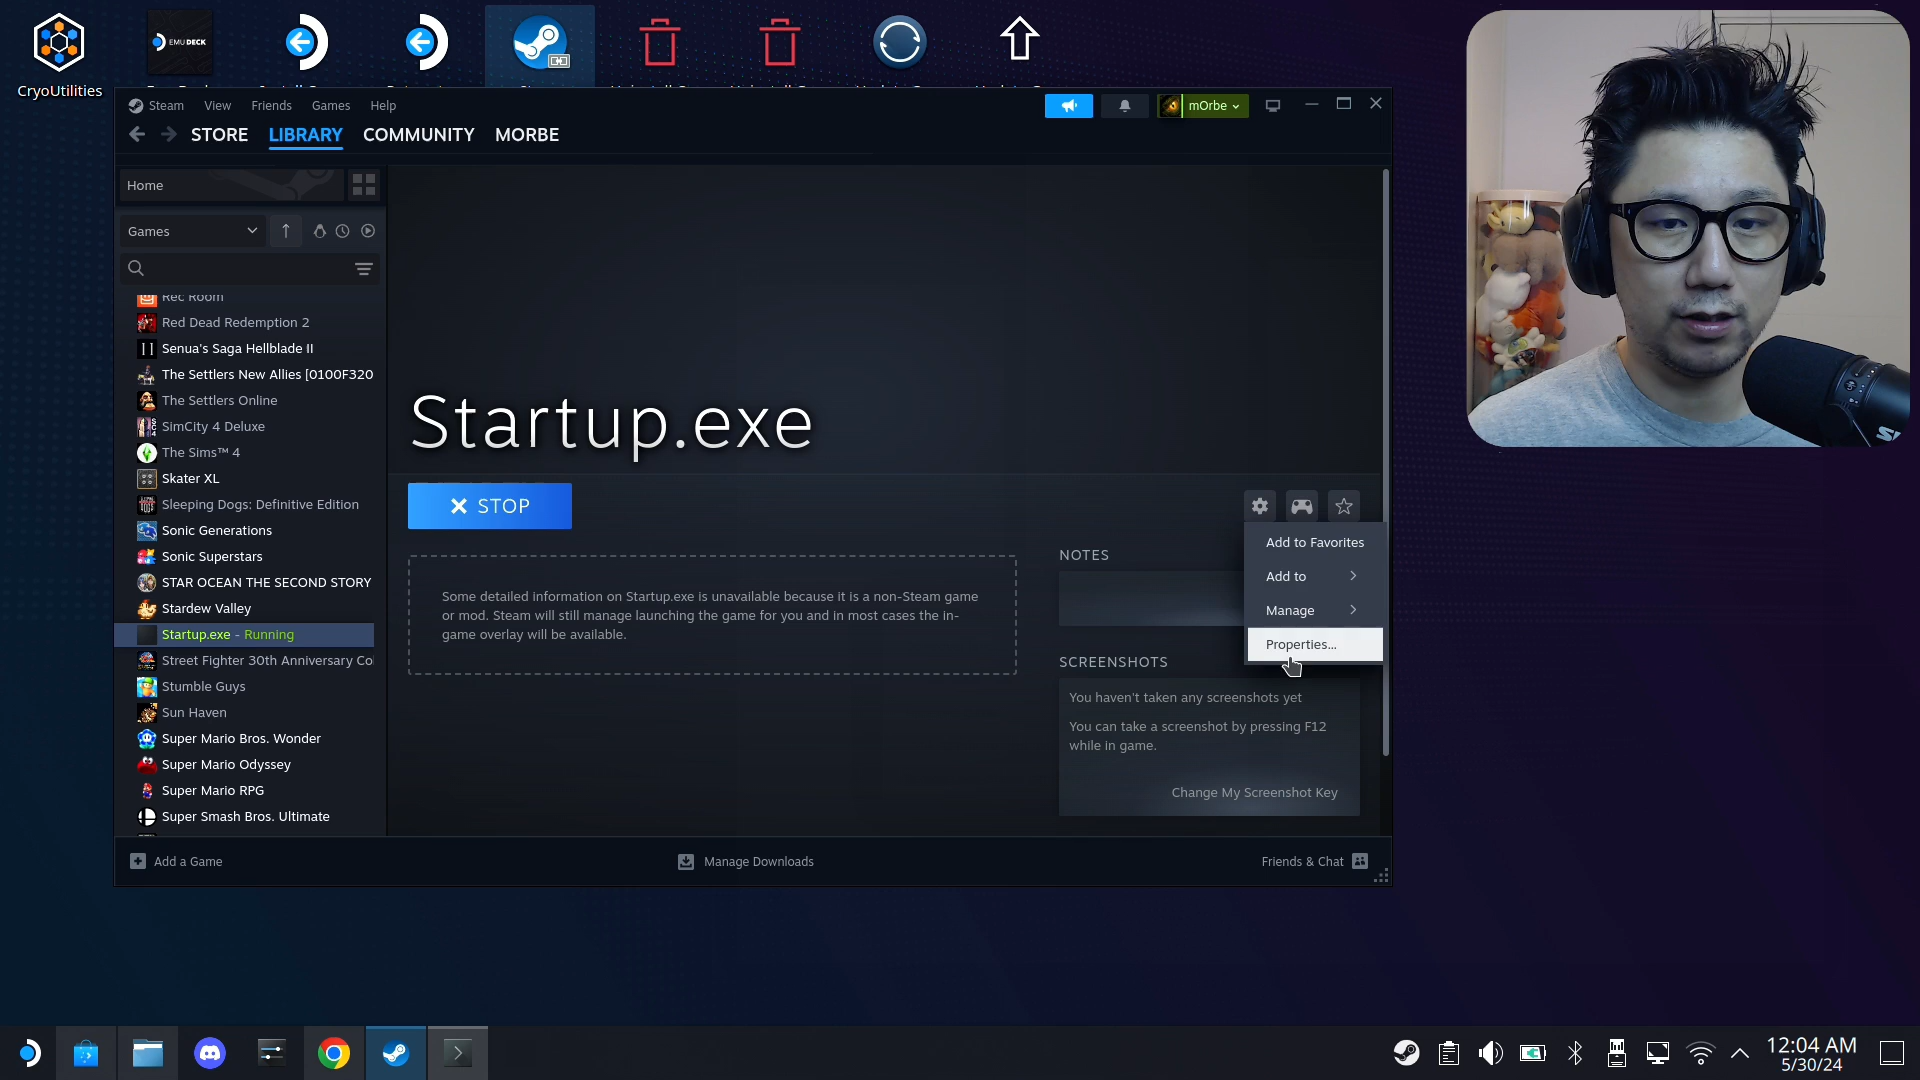 CryoUtilities
EMU DECK
Steam View Friends Games Help
mOrbe
STORE LIBRARY COMMUNITY MORBE
Home
Games
Rec Room
Red Dead Redemption 2
Senua's Saga Hellblade II
The Settlers New Allies [0100F320
The Settlers Online
SimCity 4 Deluxe
The Sims™ 4
Skater XL
Sleeping Dogs: Definitive Edition
Sonic Generations
Sonic Superstars
STAR OCEAN THE SECOND STORY
Stardew Valley
Startup.exe - Running
Street Fighter 30th Anniversary Col
Stumble Guys
Sun Haven
Super Mario Bros. Wonder
Super Mario Odyssey
Super Mario RPG
Super Smash Bros. Ultimate
Startup.exe
STOP
Some detailed information on Startup.exe is unavailable because it is a non-Steam game
or mod. Steam will still manage launching the game for you and in most cases the in-
game overlay will be available.
NOTES
Add to Favorites
Add to
Manage
Properties...
SCREENSHOTS
You haven't taken any screenshots yet
You can take a screenshot by pressing F12
while in game.
Change My Screenshot Key
Add a Game
Manage Downloads
Friends & Chat
12:04 AM
5/30/24